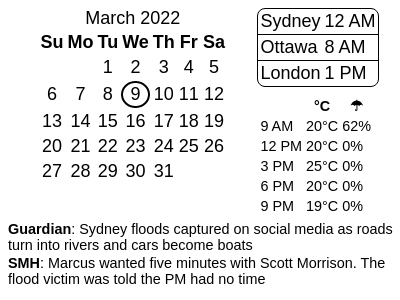 March 2022
Su Mo Tu We Th Fr Sa
1 2 3 4 5
6 7 8 9 10 11 12
13 14 15 16 17 18 19
20 21 22 23 24 25 26
27 28 29 30 31
Sydney 12 AM
Ottawa 8 AM
London 1 PM
°C ☂
9 AM 20°C 62%
12 PM 20°C 0%
3 PM 25°C 0%
6 PM 20°C 0%
9 PM 19°C 0%
Guardian: Sydney floods captured on social media as roads
turn into rivers and cars become boats
SMH: Marcus wanted five minutes with Scott Morrison. The
flood victim was told the PM had no time